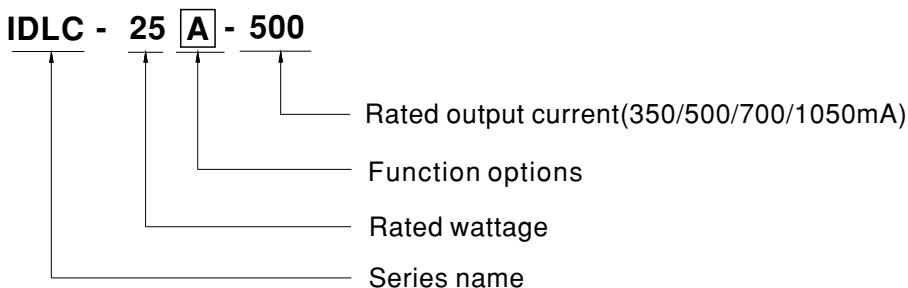 IDLC - 25 A - 500
Rated output current(350/500/700/1050mA)
Function options
Rated wattage
Series name